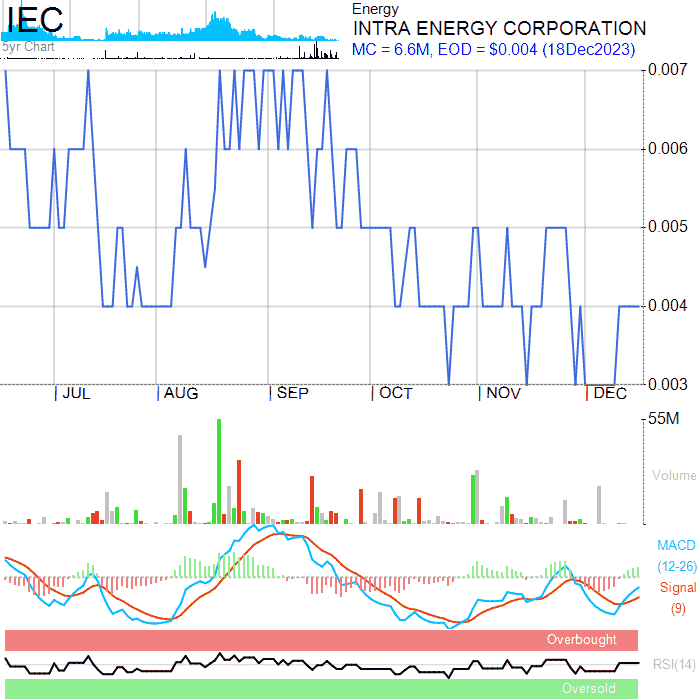 IEC
5yr Chart
Energy
INTRA ENERGY CORPORATION
MC = 6.6M, EOD = $0.004 (18Dec2023)
0.007
0.006
0.005
0.004
0.003
JUL AUG SEP OCT NOV DEC
55M
Volume
MACD
(12-26)
Signal
(9)
Overbought
RSI(14)
Oversold